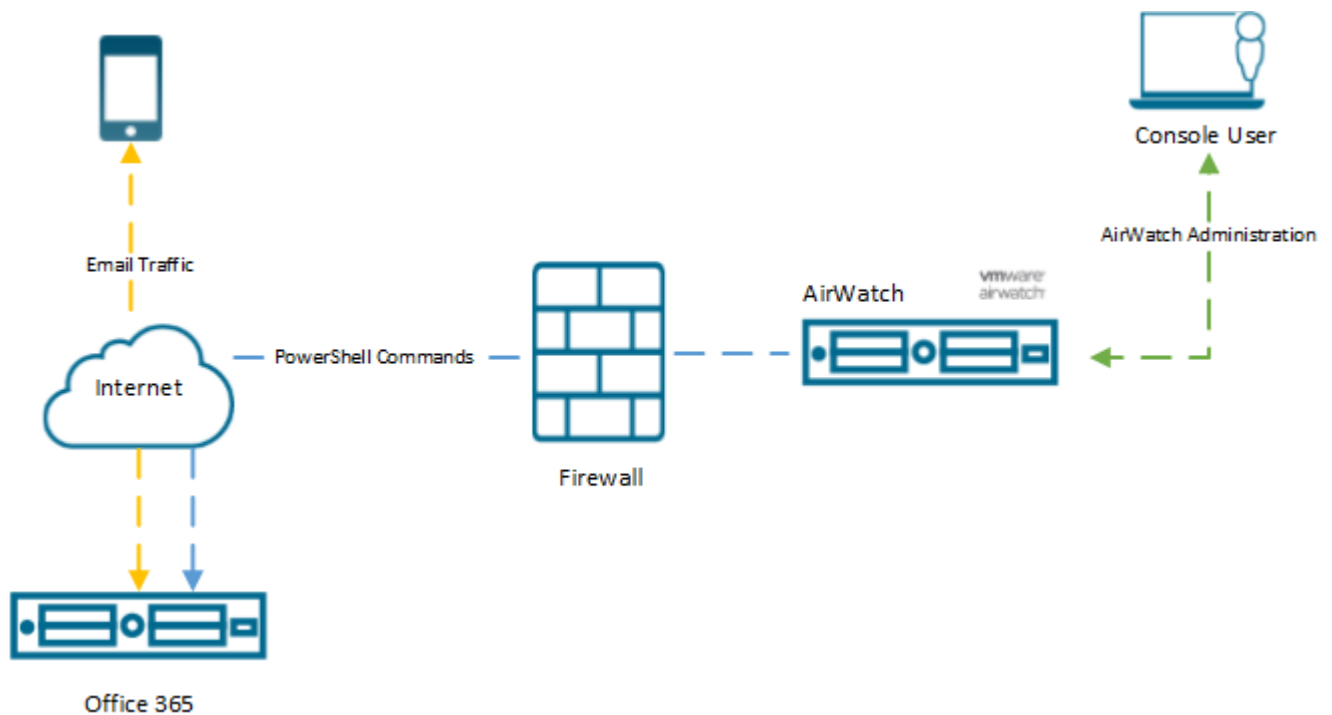 Console User
AirWatch Administration
Email Traffic
vmware
airwatch
AirWatch
PowerShell Commands
Internet
Firewall
Office 365